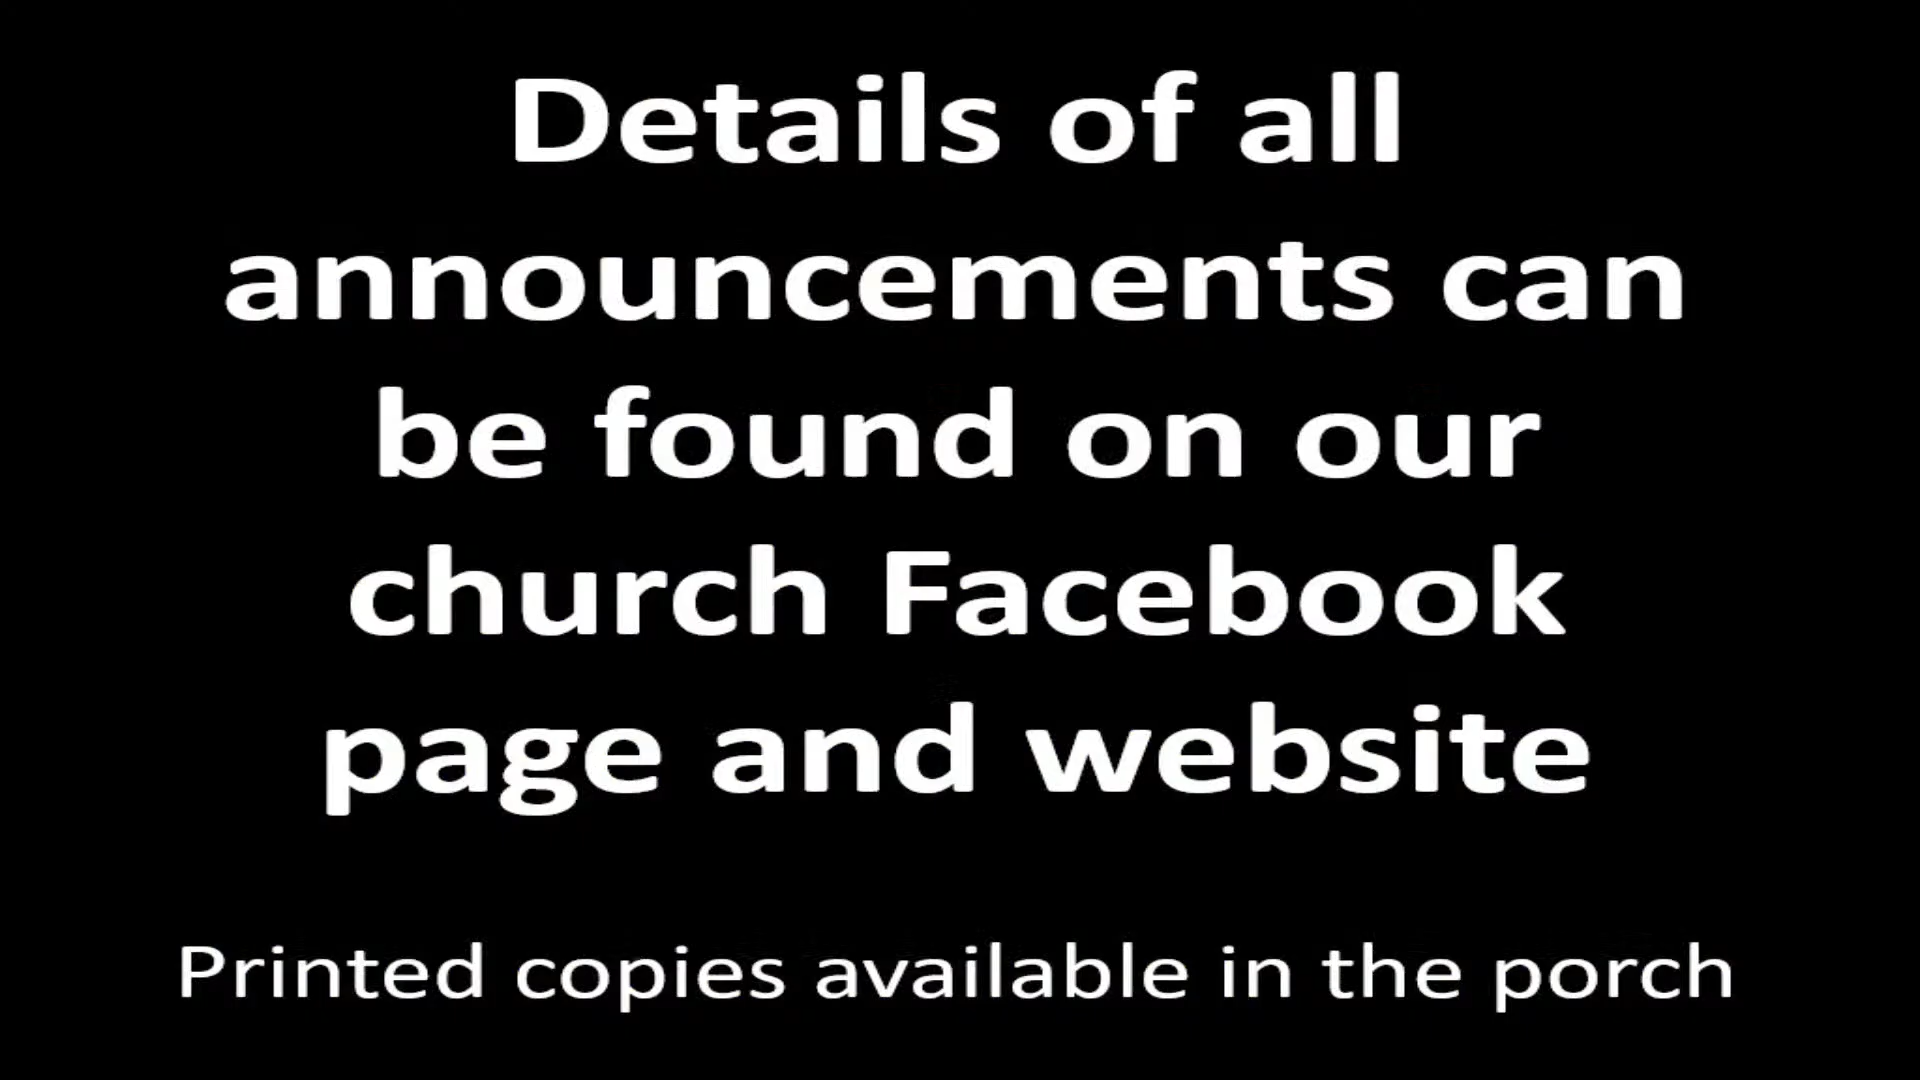 Details of all
announcements can
be found on our
church Facebook
page and website
Printed copies available in the porch